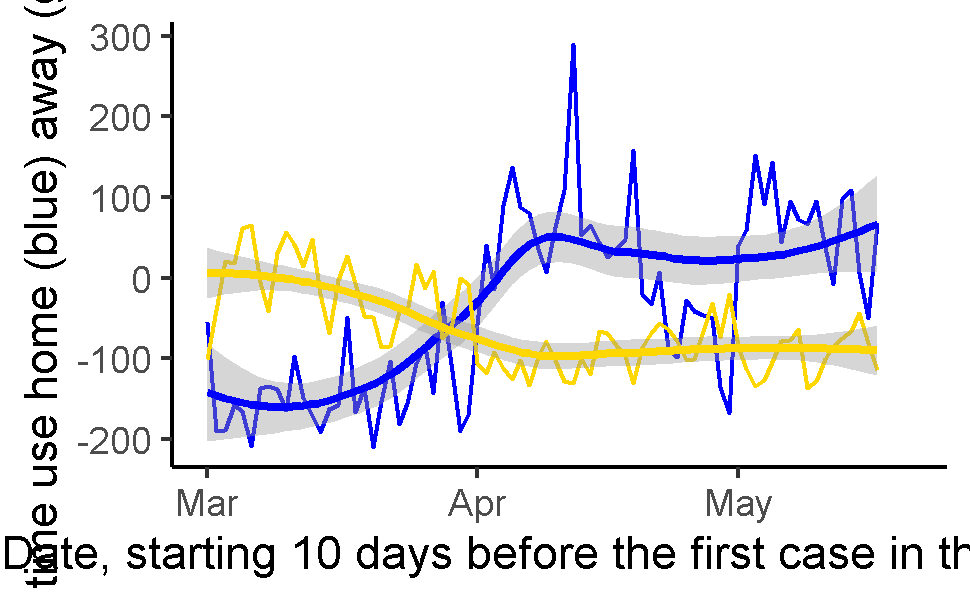 time use home (blue) away (
300
200
100
0
-100
-200
Mar Apr May
Date, starting 10 days before the first case in th